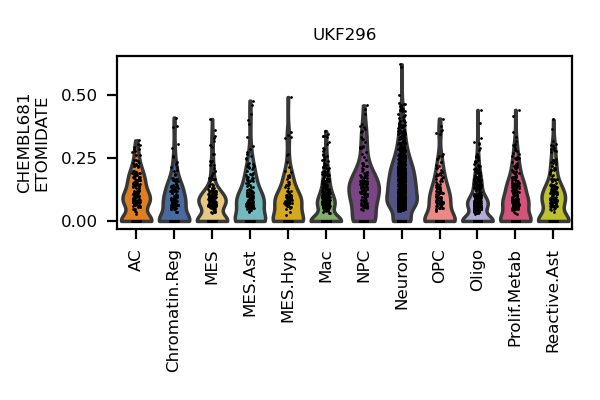 UKF296
CHEMBL681
ETOMIDATE
0.50
0.25
0.00
AC
Chromatin.Reg
MES
MES.Ast
MES.Hyp
Mac
NPC
Neuron
OPC
Oligo
Prolif.Metab
Reactive.Ast